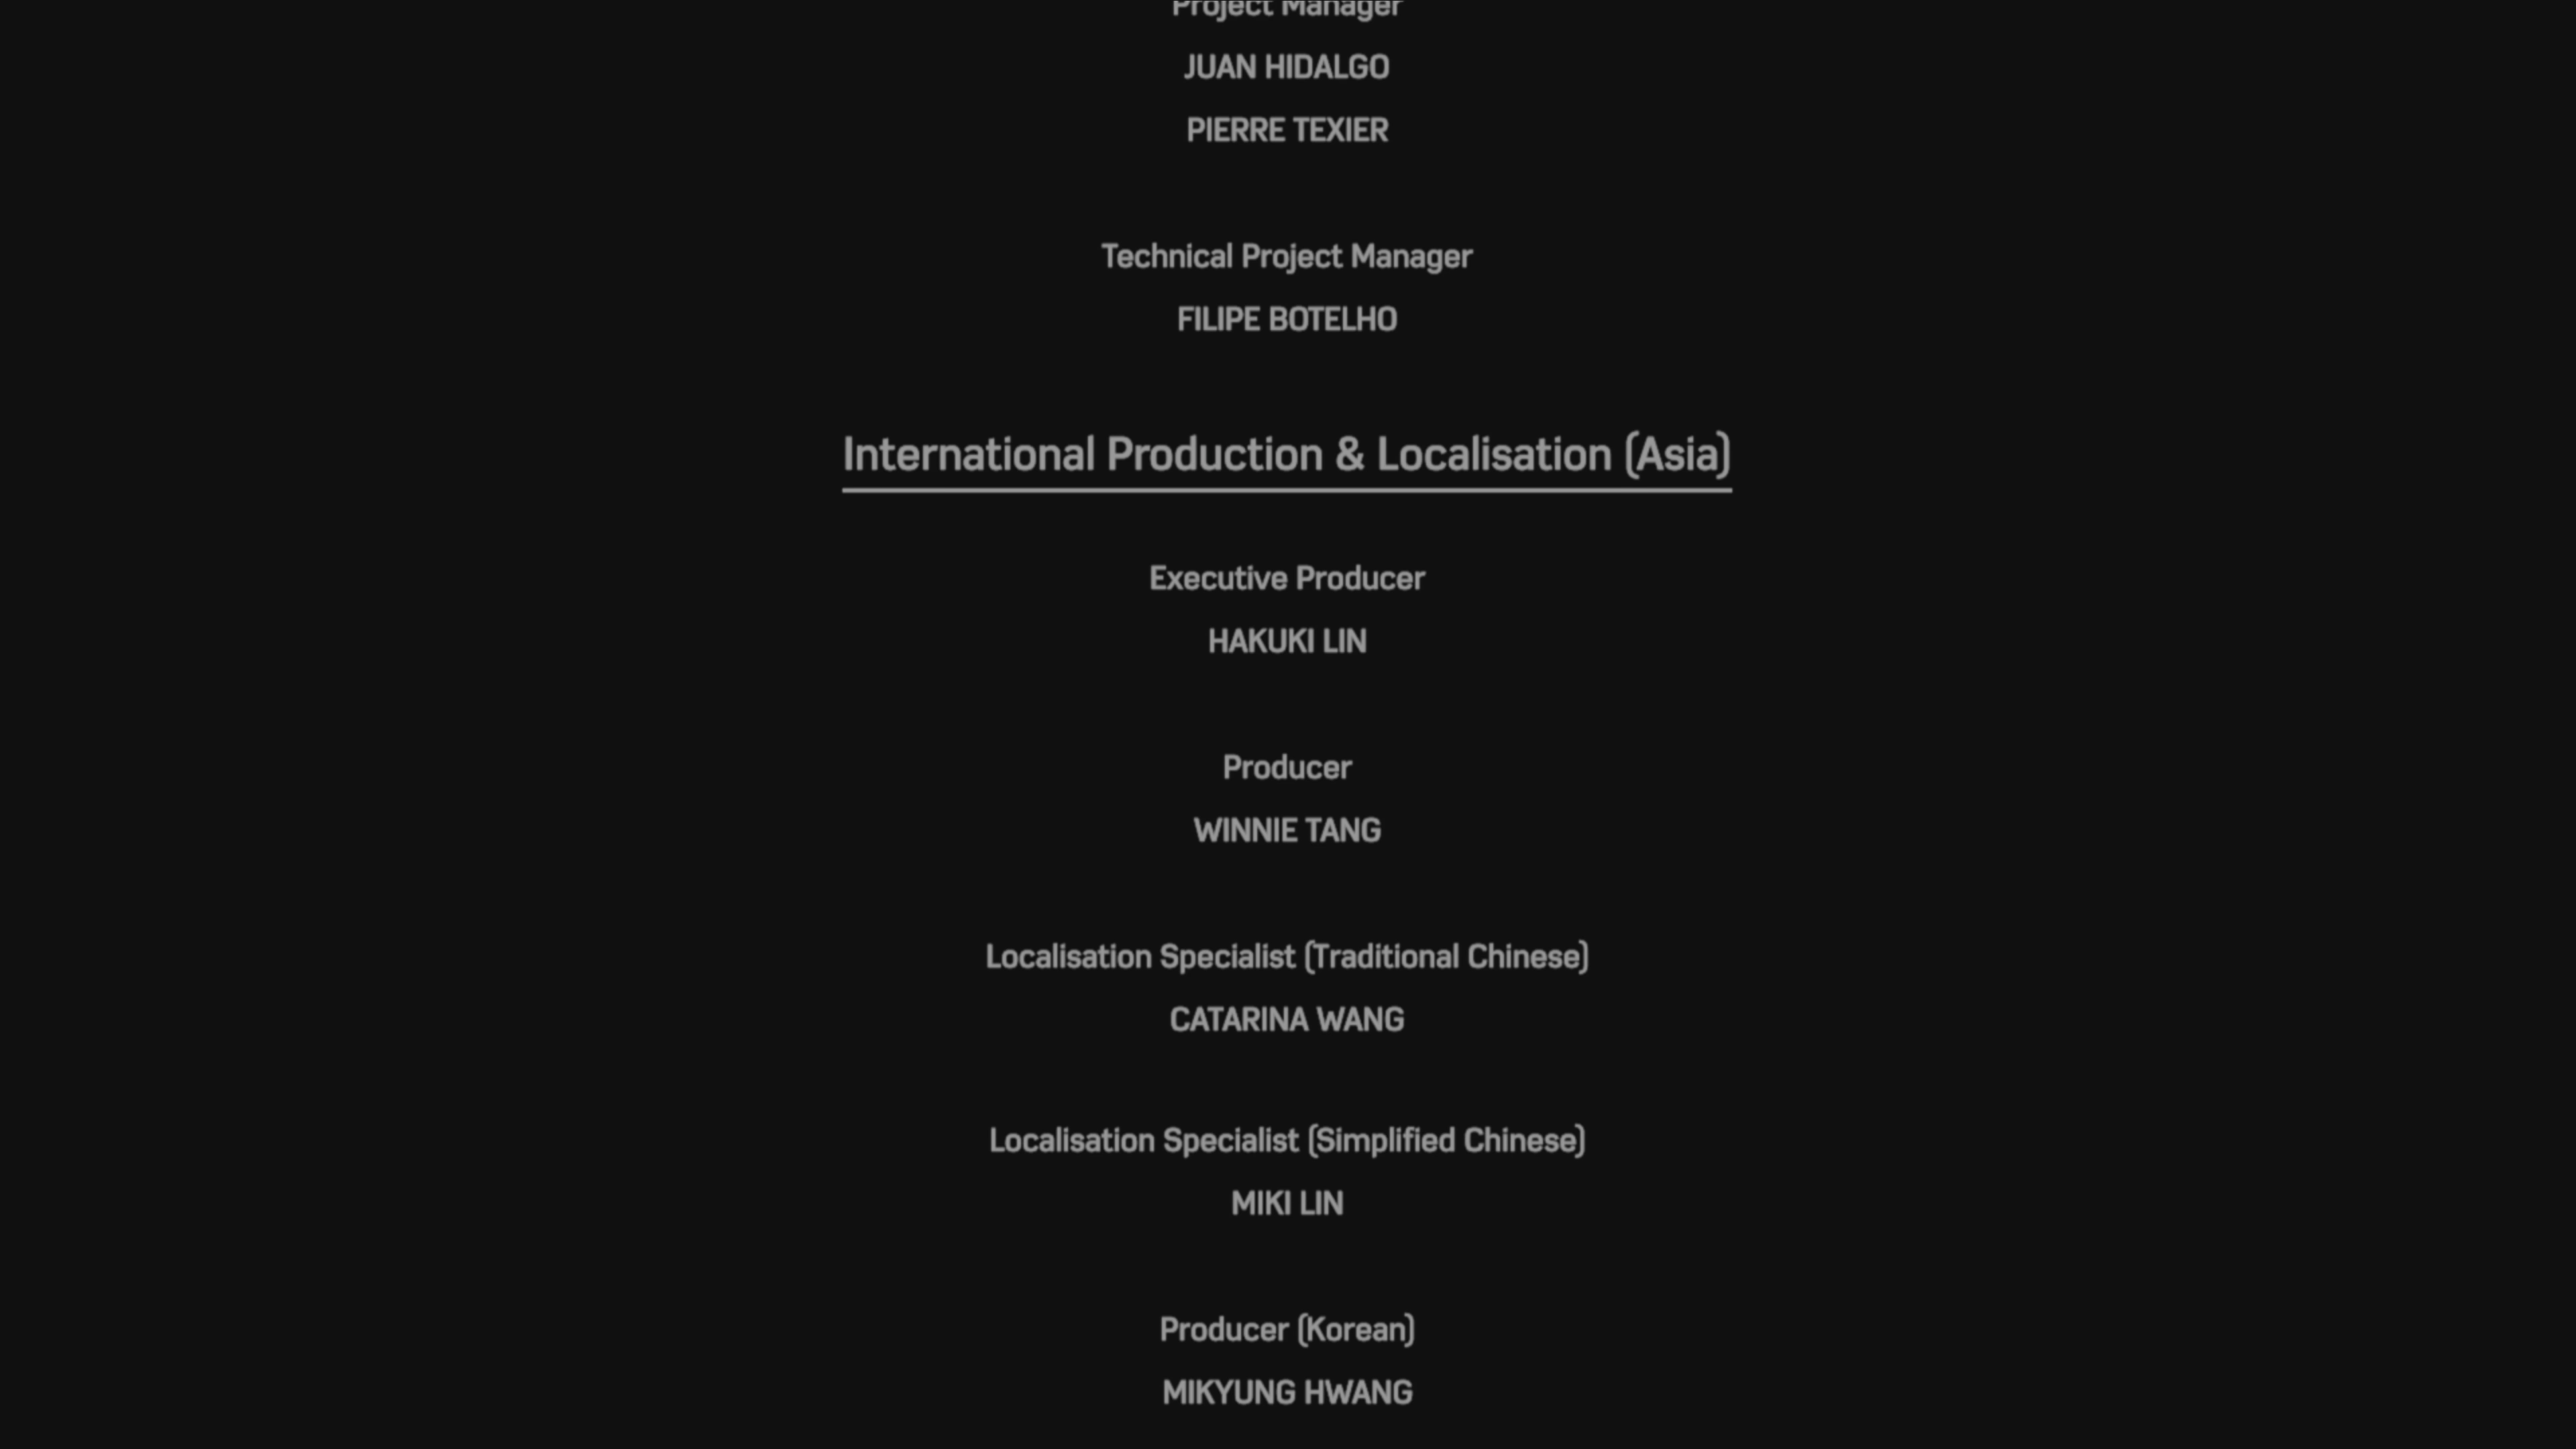 Project Manager
JUAN HIDALGO
PIERRE TEXIER
Technical Project Manager
FILIPE BOTELHO
International Production & Localisation (Asia)
Executive Producer
HAKUKI LIN
Producer
WINNIE TANG
Localisation Specialist (Traditional Chinese)
CATARINA WANG
Localisation Specialist (Simplified Chinese)
MIKI LIN
Producer (Korean)
MIKYUNG HWANG